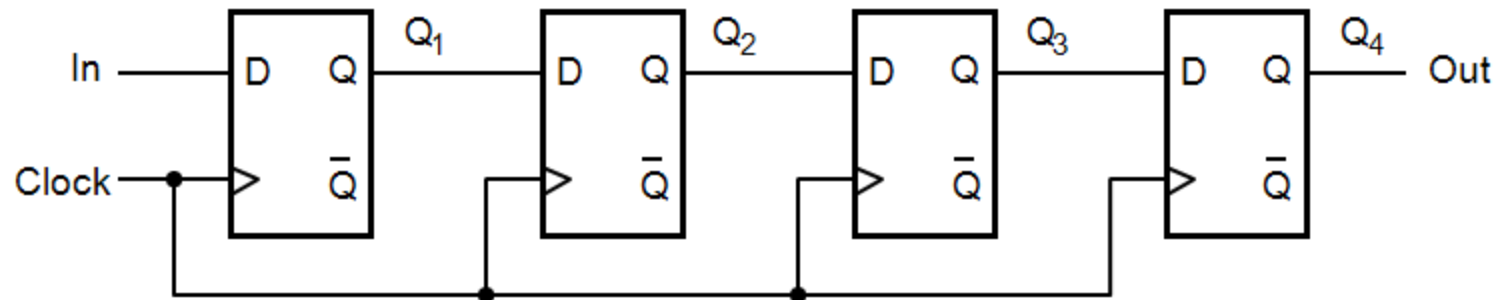 Q₁ Q₂ Q₃ Q₄
In D Q D Q D Q D Q Out
Clock Q̅ Q̅ Q̅ Q̅